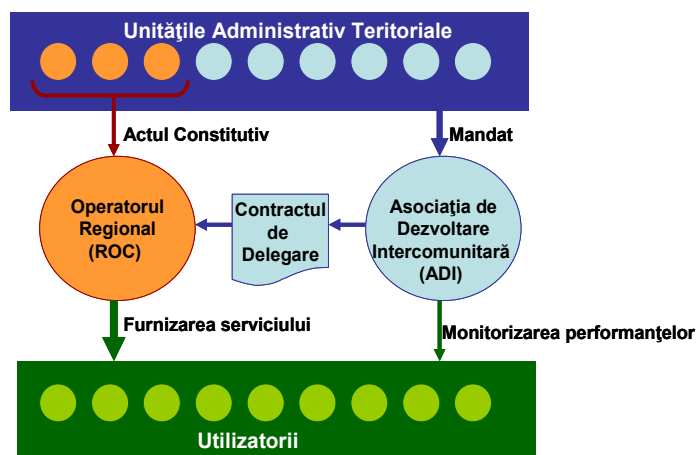 Unităţile Administrativ Teritoriale
Actul Constitutiv
Mandat
Operatorul
Regional
(ROC)
Contractul
de
Delegare
Asociaţia de
Dezvoltare
Intercomunitară
(ADI)
Furnizarea serviciului
Monitorizarea performanţelor
Utilizatorii